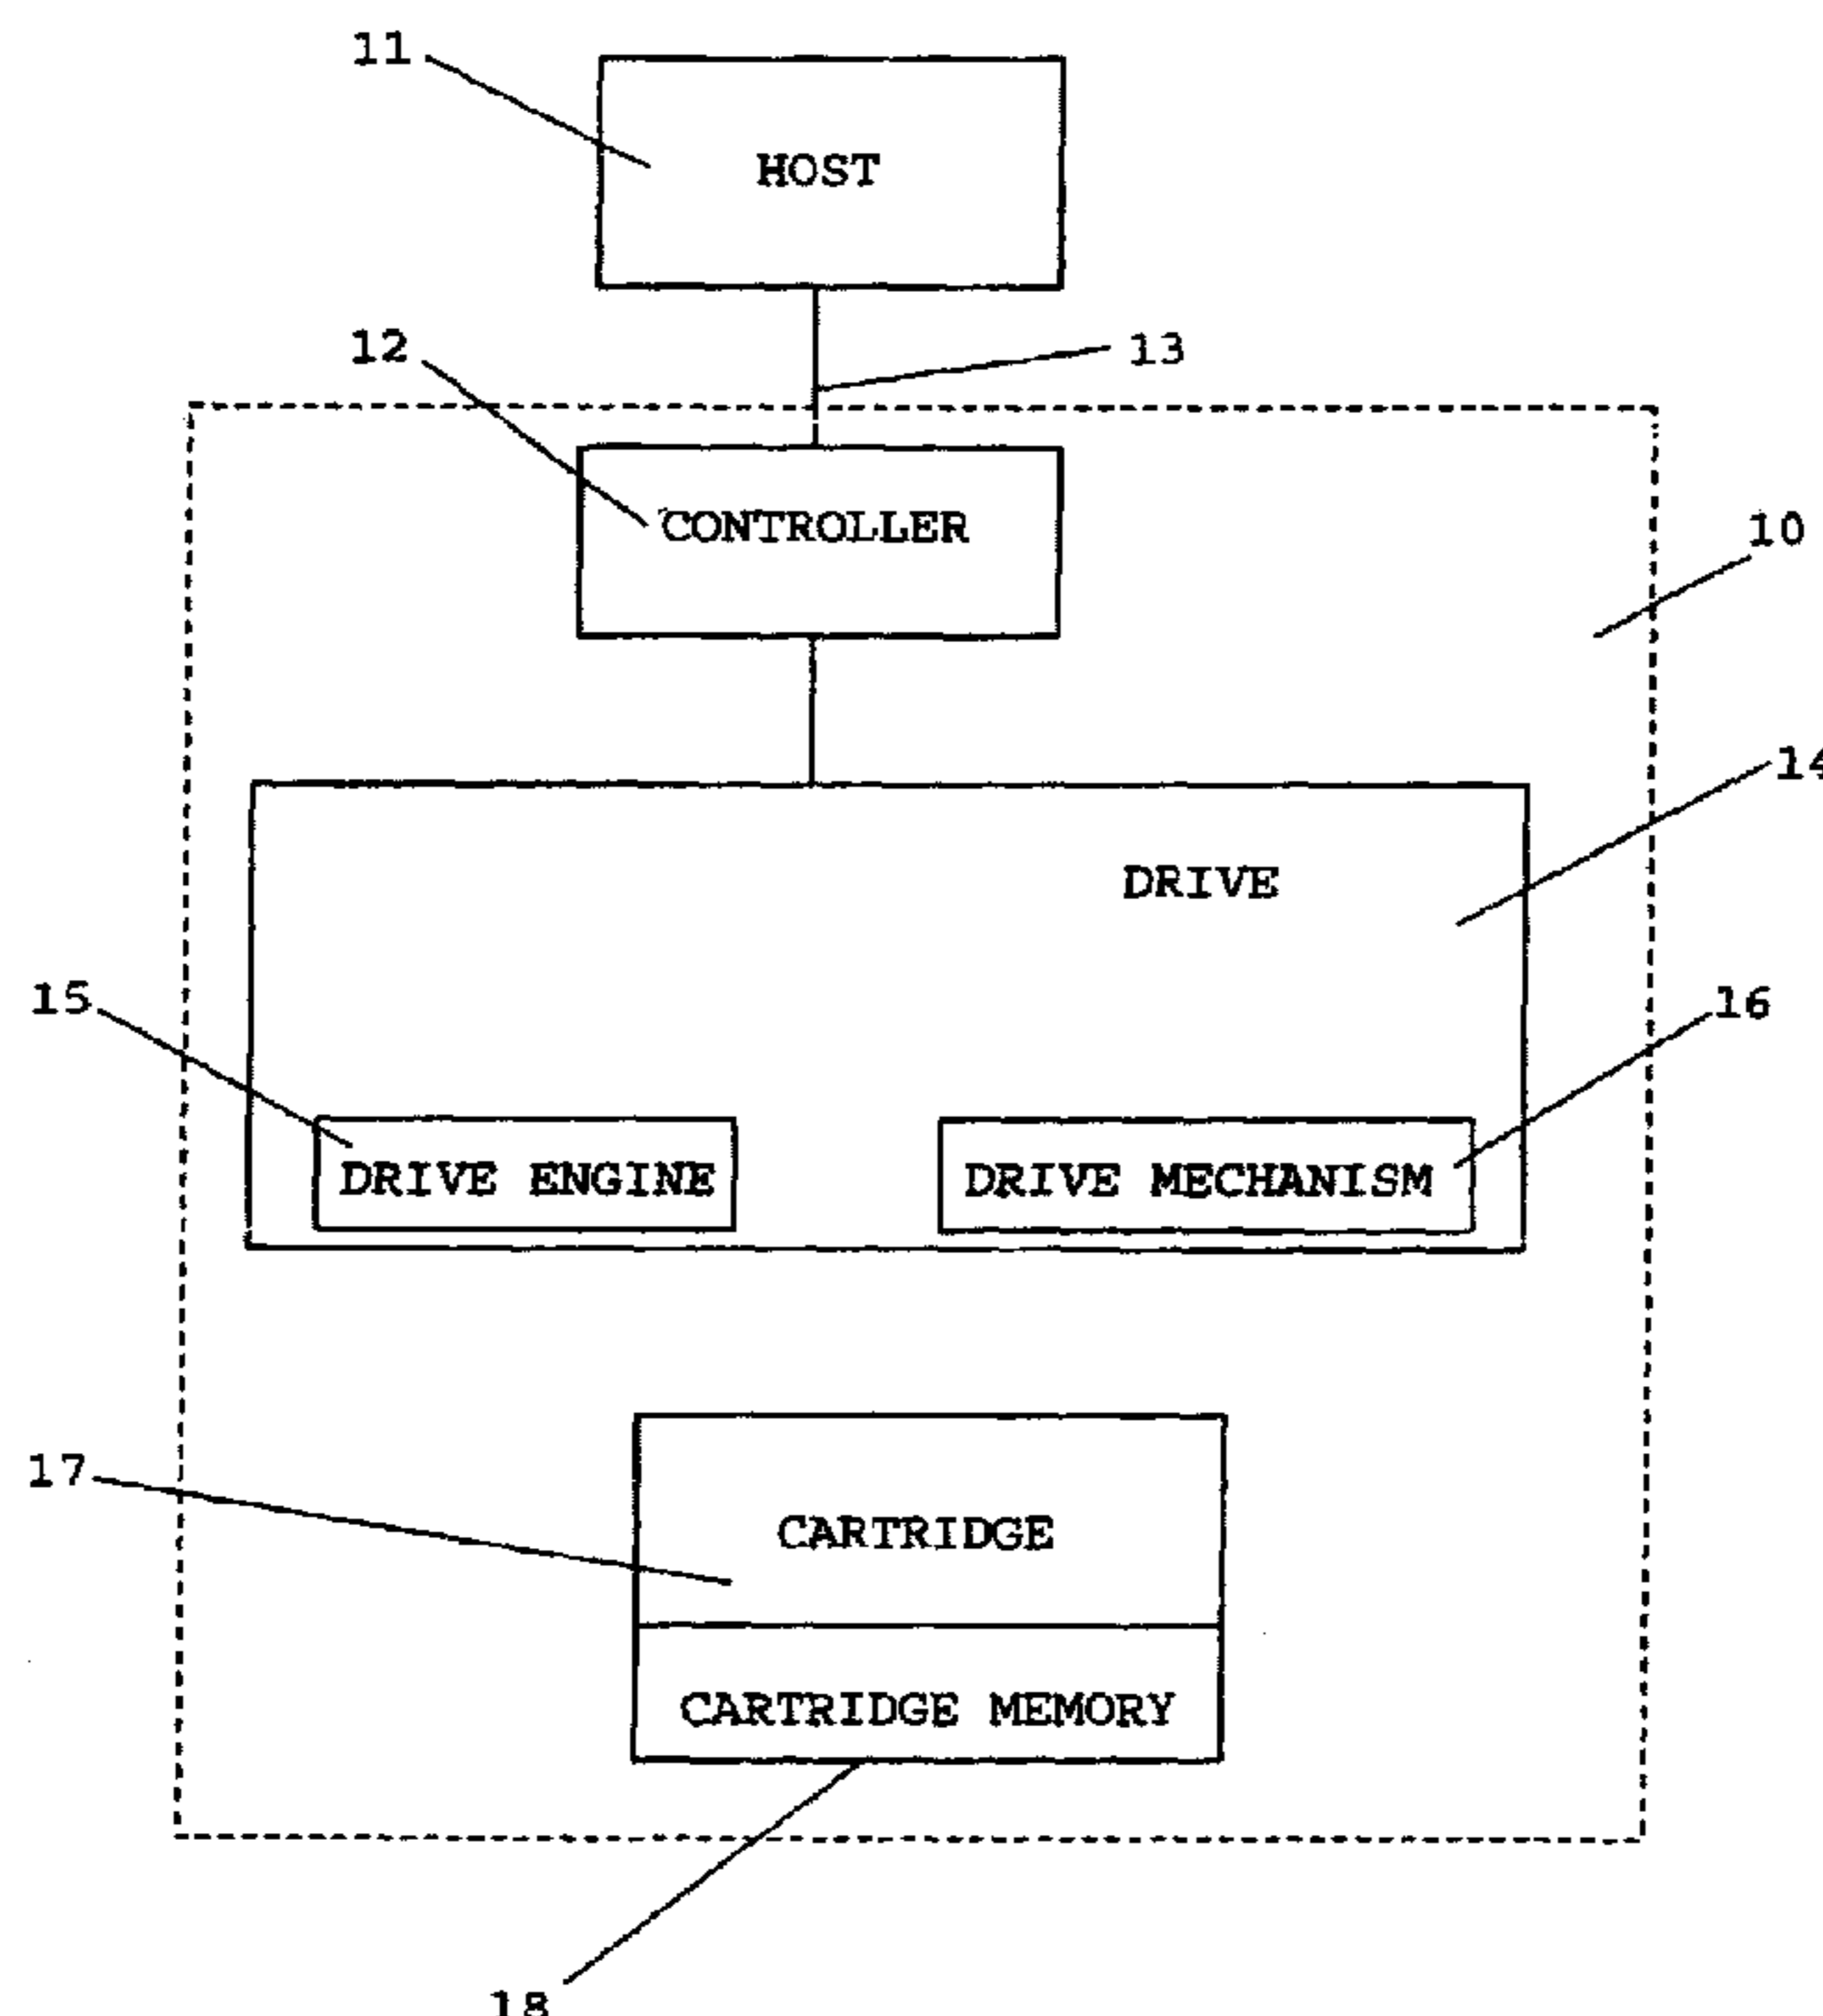 11
HOST
12
13
CONTROLLER
10
14
DRIVE
15
16
DRIVE ENGINE
DRIVE MECHANISM
17
CARTRIDGE
CARTRIDGE MEMORY
18